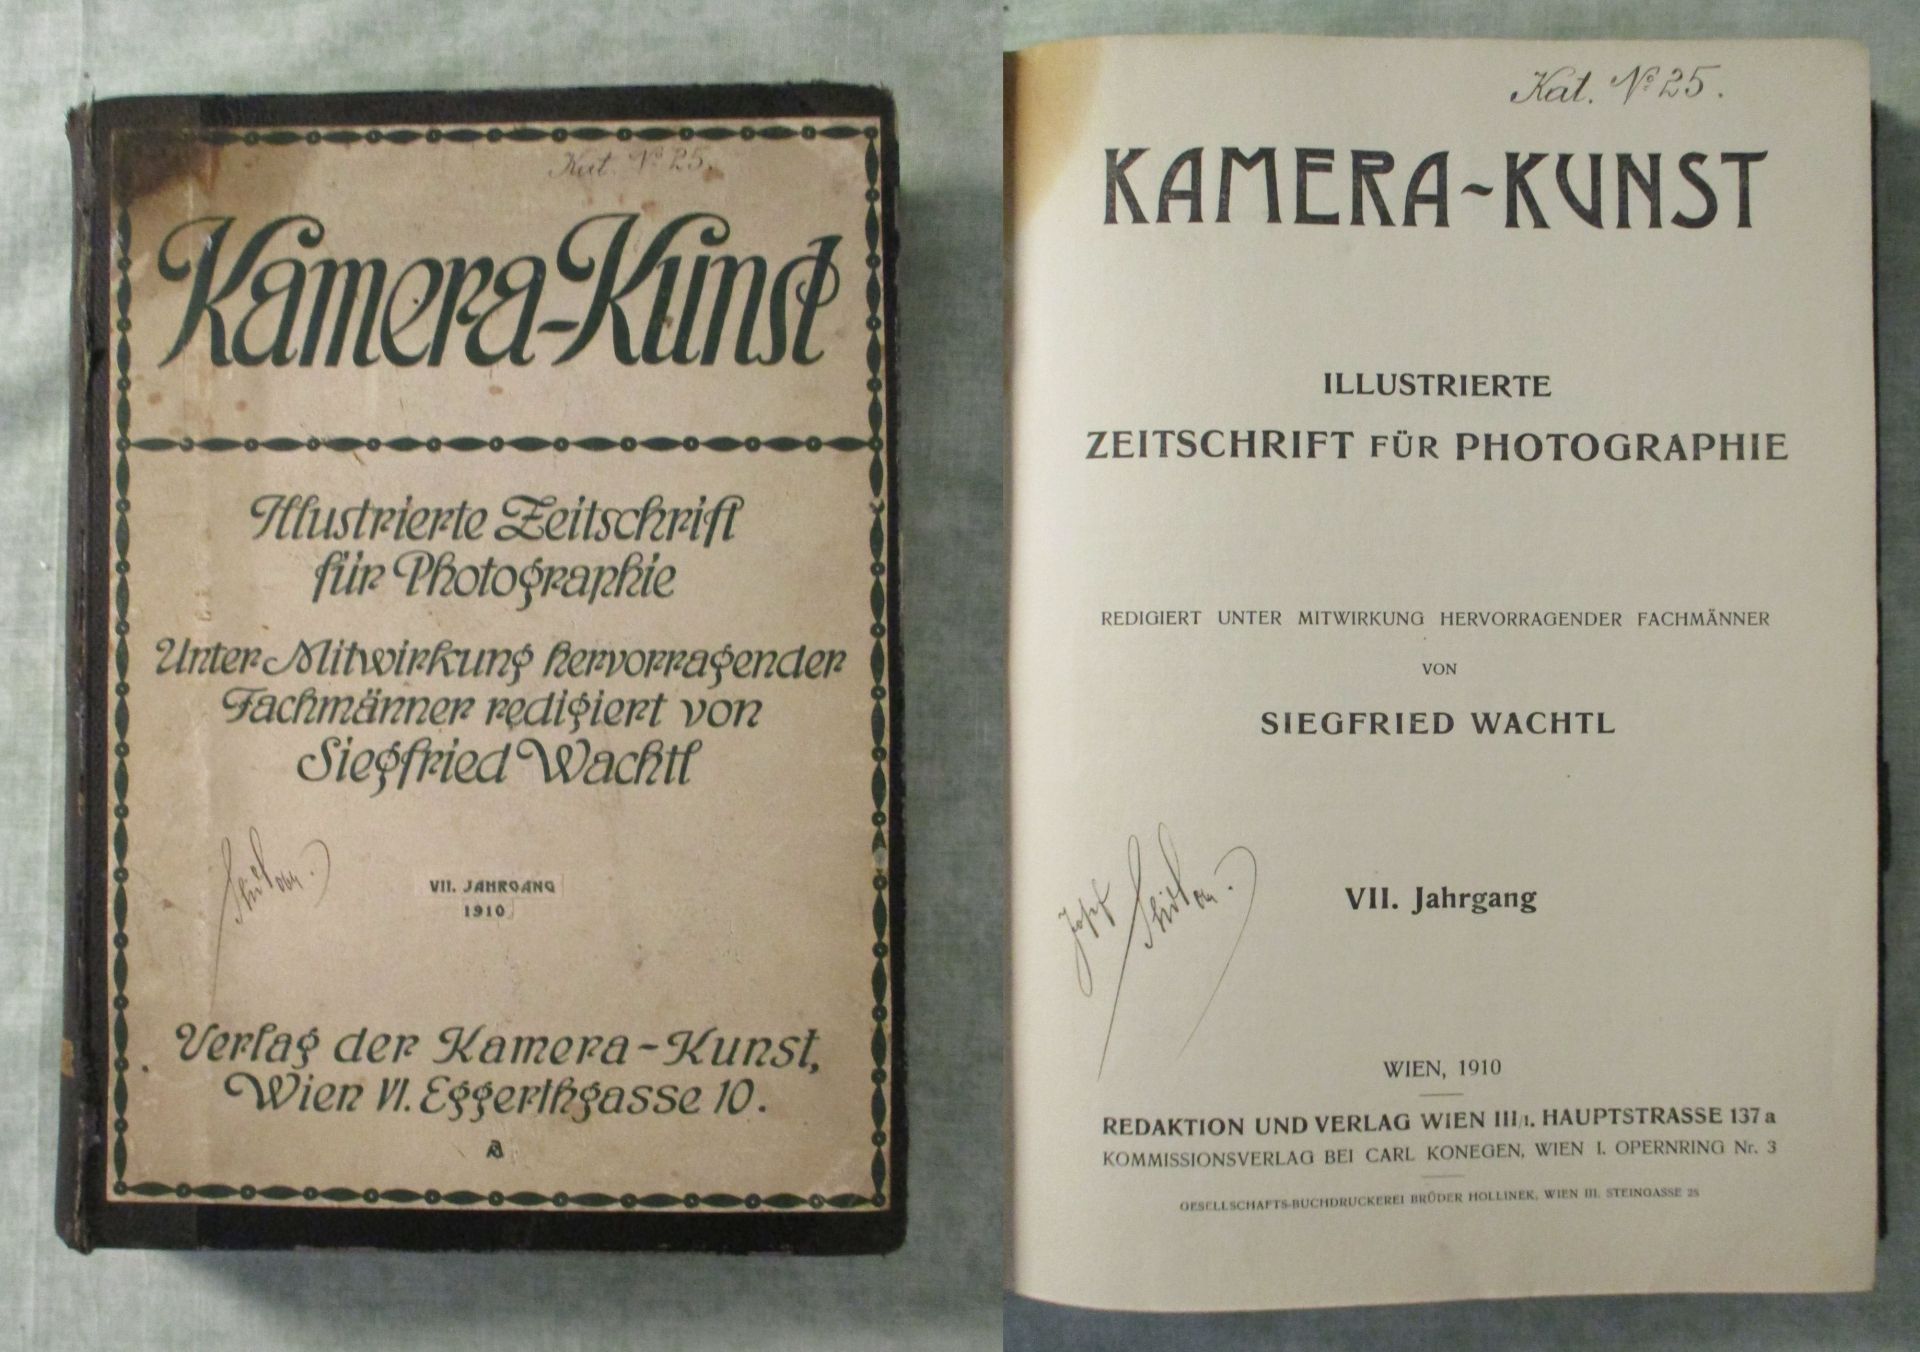 Kat. Nº 25.
Kamera-Kunst
Illustrierte Zeitschrift
für Photographie
Unter Mitwirkung hervorragender
Fachmänner redigiert von
Siegfried Wachtl
VII. JAHRGANG
1910
Verlag der Kamera-Kunst,
Wien VI. Eggerthgasse 10.
Kat. Nº 25.
KAMERA-KUNST
ILLUSTRIERTE
ZEITSCHRIFT FÜR PHOTOGRAPHIE
REDIGIERT UNTER MITWIRKUNG HERVORRAGENDER FACHMÄNNER
VON
SIEGFRIED WACHTL
VII. Jahrgang
WIEN, 1910
REDAKTION UND VERLAG WIEN III/1. HAUPTSTRASSE 137a
KOMMISSIONSVERLAG BEI CARL KONEGEN, WIEN I. OPERNRING Nr. 3
GESELLSCHAFTS-BUCHDRUCKEREI BRÜDER HOLLINEK, WIEN III. STEINGASSE 25